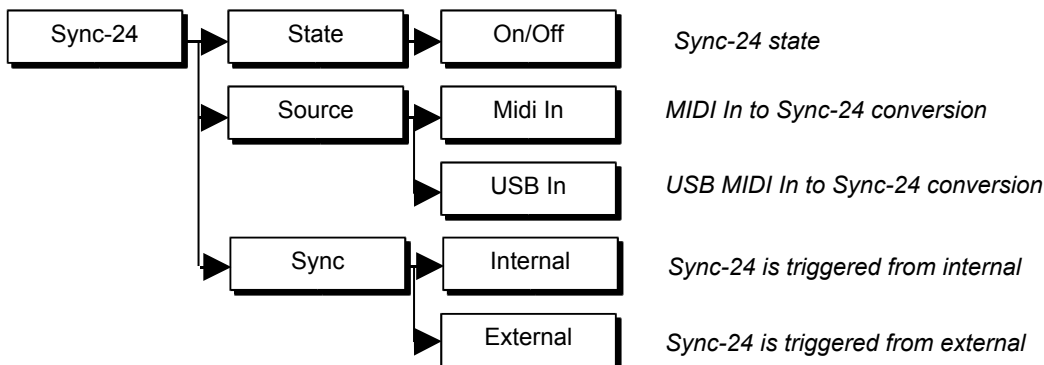 Sync-24 State On/Off Sync-24 state
Source Midi In MIDI In to Sync-24 conversion
USB In USB MIDI In to Sync-24 conversion
Sync Internal Sync-24 is triggered from internal
External Sync-24 is triggered from external